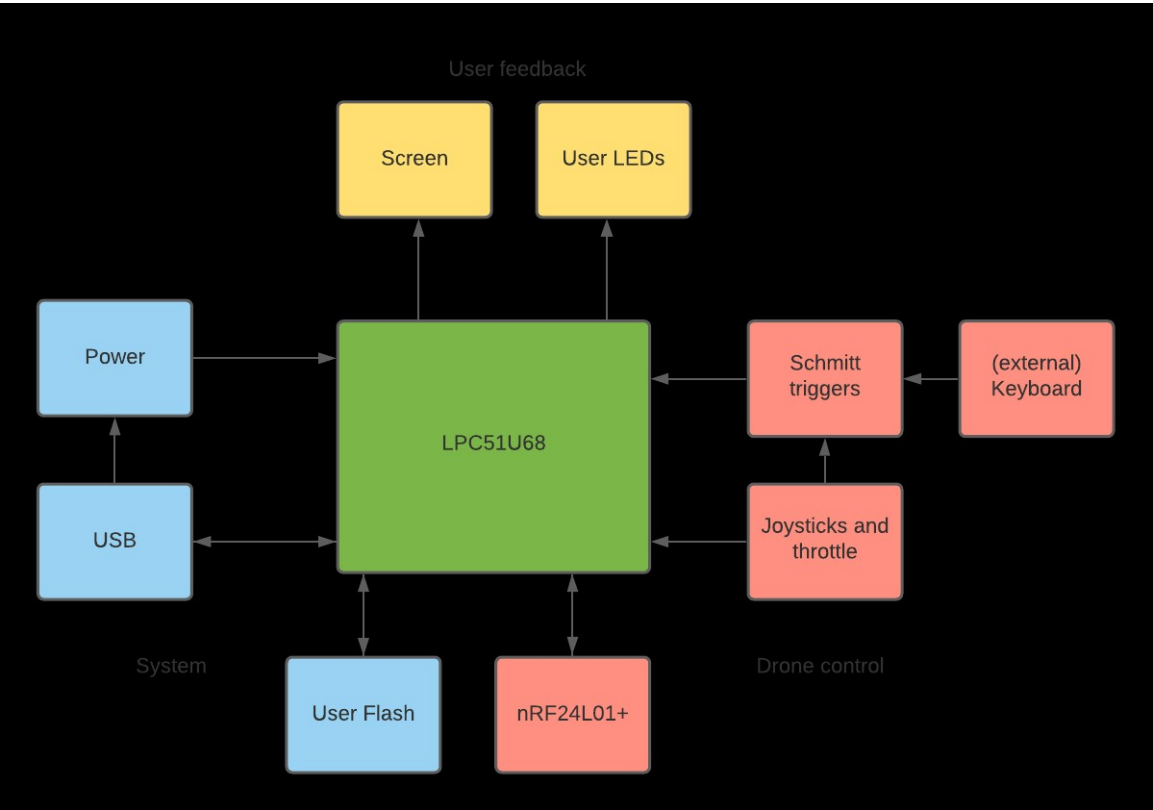 User feedback
Screen
User LEDs
Power
Schmitt
triggers
(external)
Keyboard
LPC51U68
USB
Joysticks and
throttle
System
Drone control
User Flash
nRF24L01+